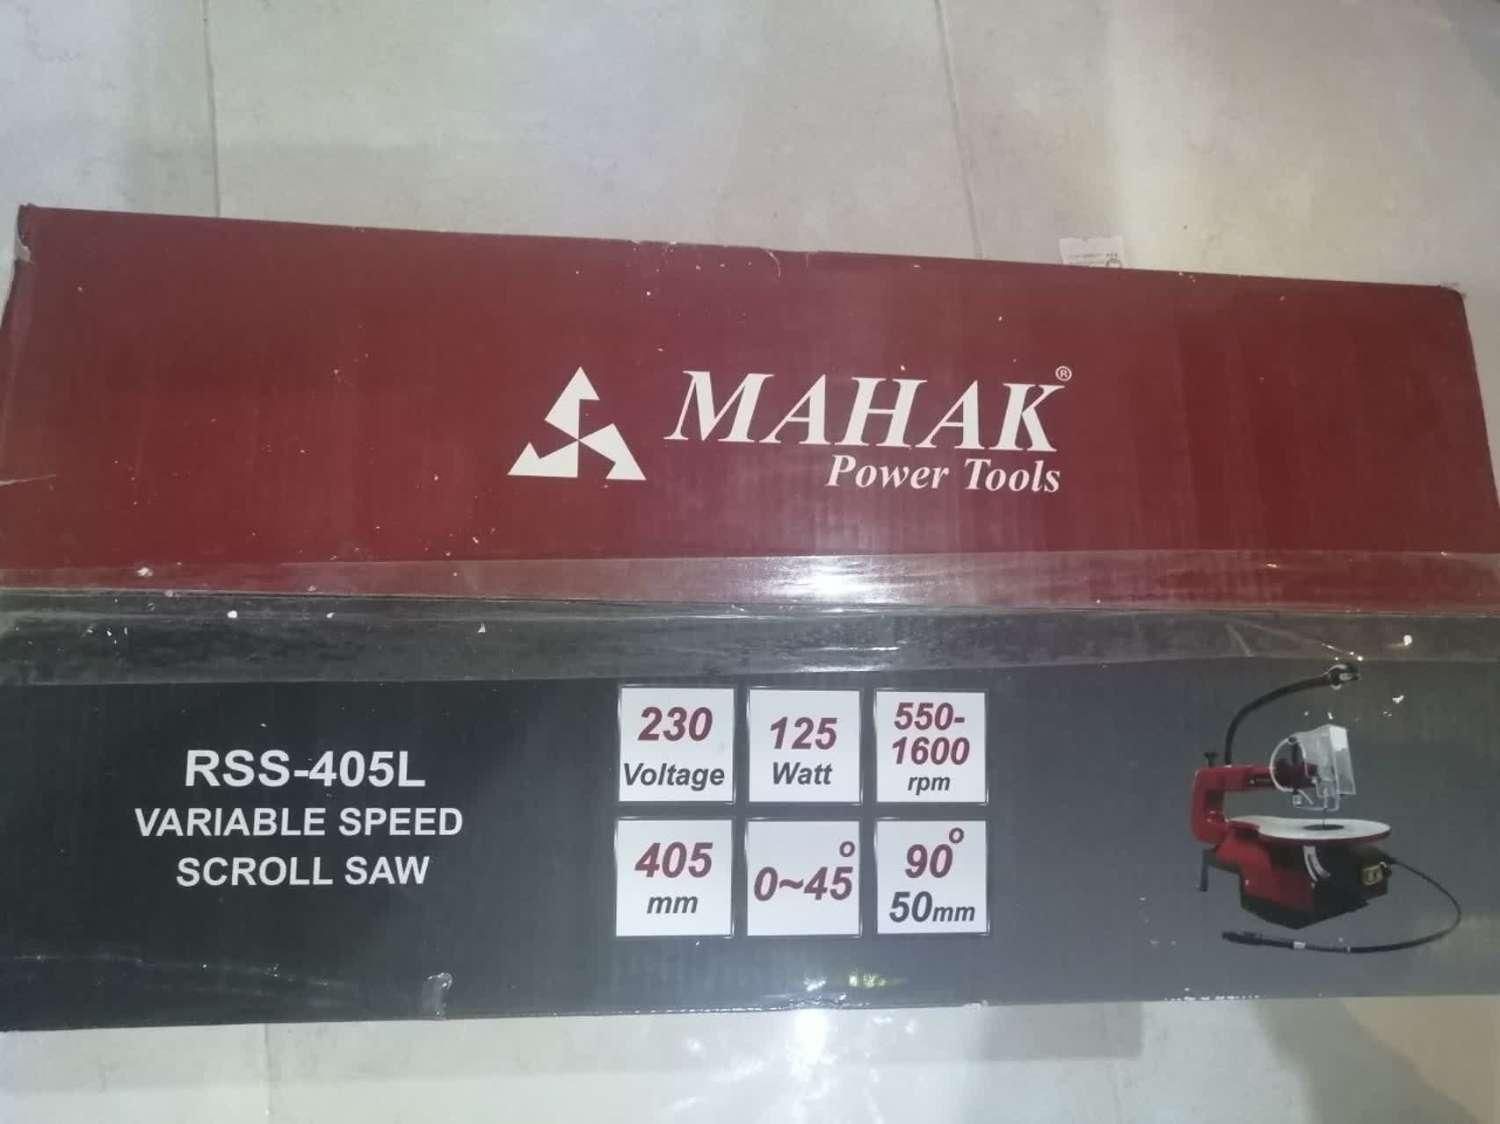 MAHAK®
Power Tools
RSS-405L
VARIABLE SPEED
SCROLL SAW
230
Voltage
125
Watt
550-
1600
rpm
405
mm
0~45°
90°
50mm